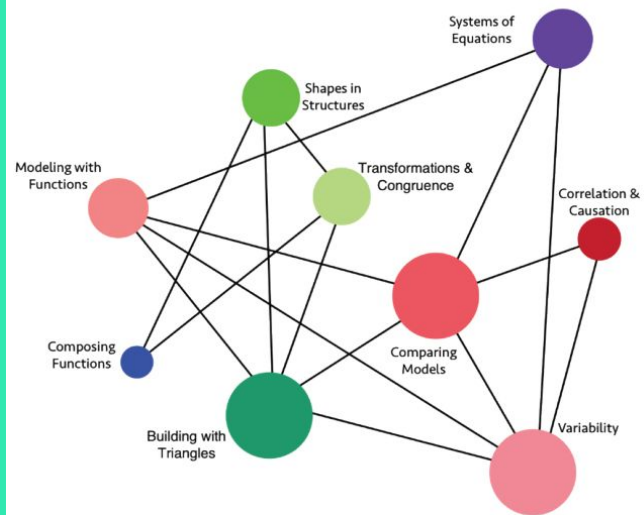 Systems of
Equations
Shapes in
Structures
Modeling with
Functions
Transformations &
Congruence
Correlation &
Causation
Composing
Functions
Comparing
Models
Building with
Triangles
Variability